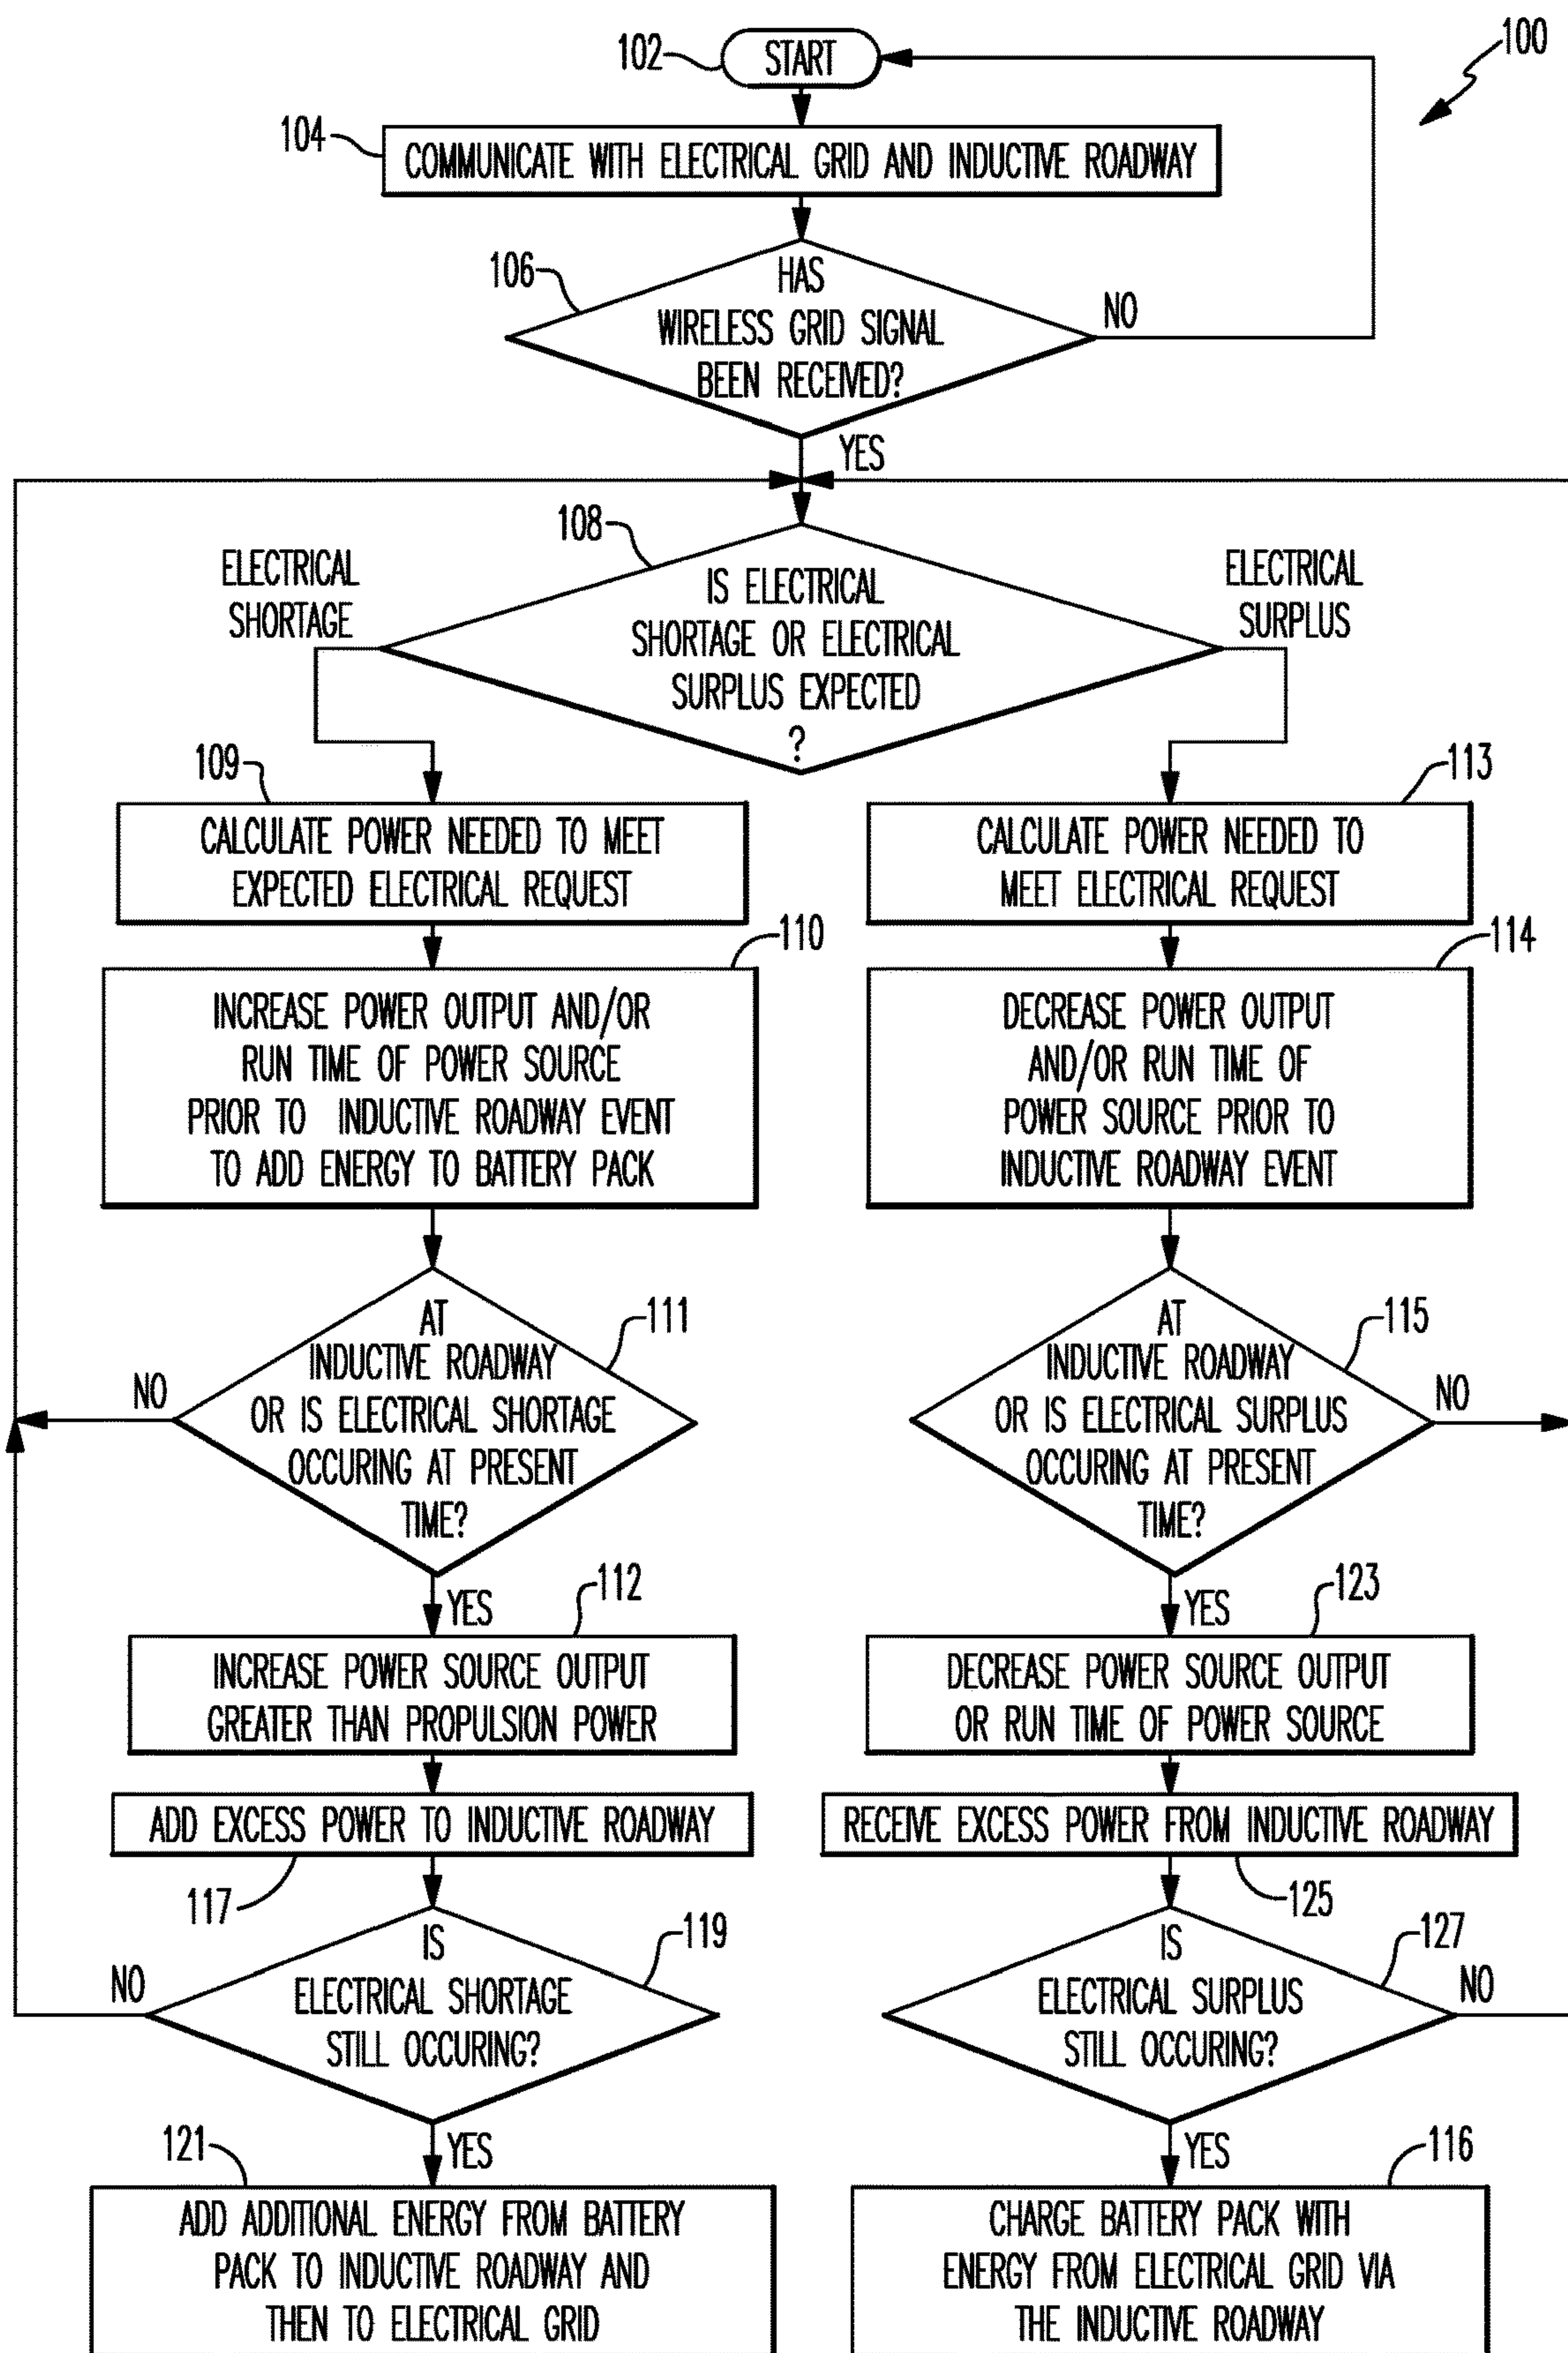 100
102
START
104
COMMUNICATE WITH ELECTRICAL GRID AND INDUCTIVE ROADWAY
106
HAS
WIRELESS GRID SIGNAL
BEEN RECEIVED?
NO
YES
108
IS ELECTRICAL
SHORTAGE OR ELECTRICAL
SURPLUS EXPECTED
?
ELECTRICAL
SHORTAGE
ELECTRICAL
SURPLUS
109
CALCULATE POWER NEEDED TO MEET
EXPECTED ELECTRICAL REQUEST
113
CALCULATE POWER NEEDED TO
MEET ELECTRICAL REQUEST
110
INCREASE POWER OUTPUT AND/OR
RUN TIME OF POWER SOURCE
PRIOR TO INDUCTIVE ROADWAY EVENT
TO ADD ENERGY TO BATTERY PACK
114
DECREASE POWER OUTPUT
AND/OR RUN TIME OF
POWER SOURCE PRIOR TO
INDUCTIVE ROADWAY EVENT
111
AT
INDUCTIVE ROADWAY
OR IS ELECTRICAL SHORTAGE
OCCURING AT PRESENT
TIME?
NO
YES
115
AT
INDUCTIVE ROADWAY
OR IS ELECTRICAL SURPLUS
OCCURING AT PRESENT
TIME?
NO
YES
112
INCREASE POWER SOURCE OUTPUT
GREATER THAN PROPULSION POWER
123
DECREASE POWER SOURCE OUTPUT
OR RUN TIME OF POWER SOURCE
ADD EXCESS POWER TO INDUCTIVE ROADWAY
117
RECEIVE EXCESS POWER FROM INDUCTIVE ROADWAY
125
119
IS
ELECTRICAL SHORTAGE
STILL OCCURING?
NO
YES
127
IS
ELECTRICAL SURPLUS
STILL OCCURING?
NO
YES
121
ADD ADDITIONAL ENERGY FROM BATTERY
PACK TO INDUCTIVE ROADWAY AND
THEN TO ELECTRICAL GRID
116
CHARGE BATTERY PACK WITH
ENERGY FROM ELECTRICAL GRID VIA
THE INDUCTIVE ROADWAY